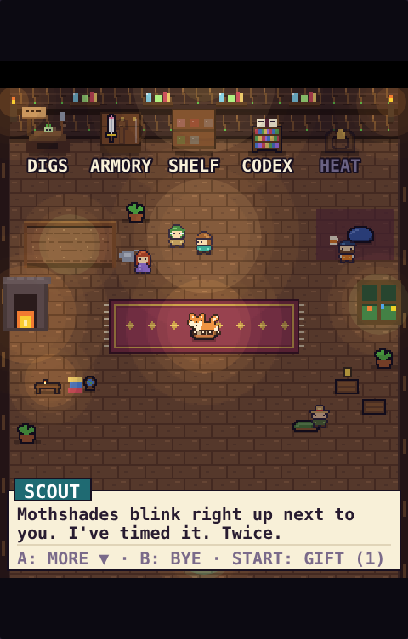 DIGS ARMORY SHELF CODEX HEAT
SCOUT
Mothshades blink right up next to
you. I've timed it. Twice.
A: MORE ▼ · B: BYE · START: GIFT (1)